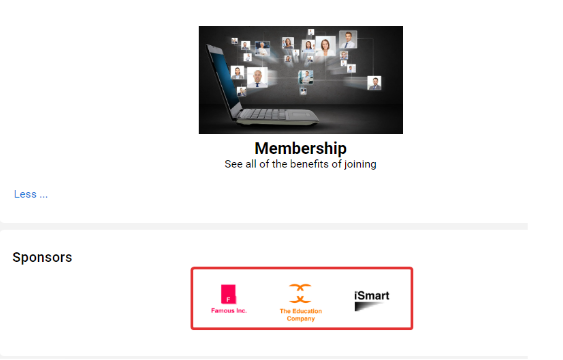 Membership
See all of the benefits of joining
Less ...
Sponsors
F
Famous Inc.
The Education
Company
iSmart